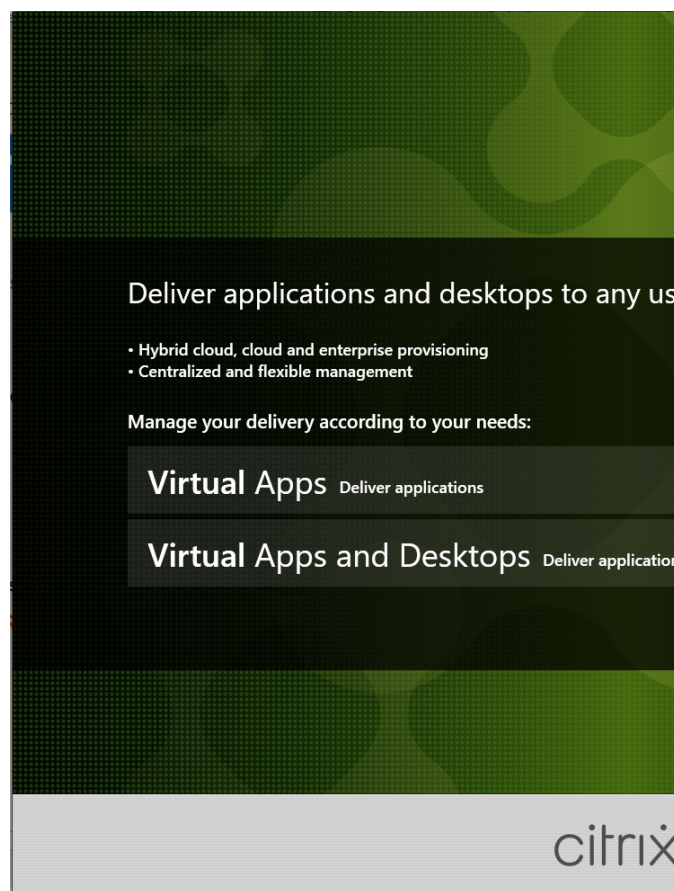 Deliver applications and desktops to any us
• Hybrid cloud, cloud and enterprise provisioning
• Centralized and flexible management
Manage your delivery according to your needs:
Virtual Apps Deliver applications
Virtual Apps and Desktops Deliver application
citrix